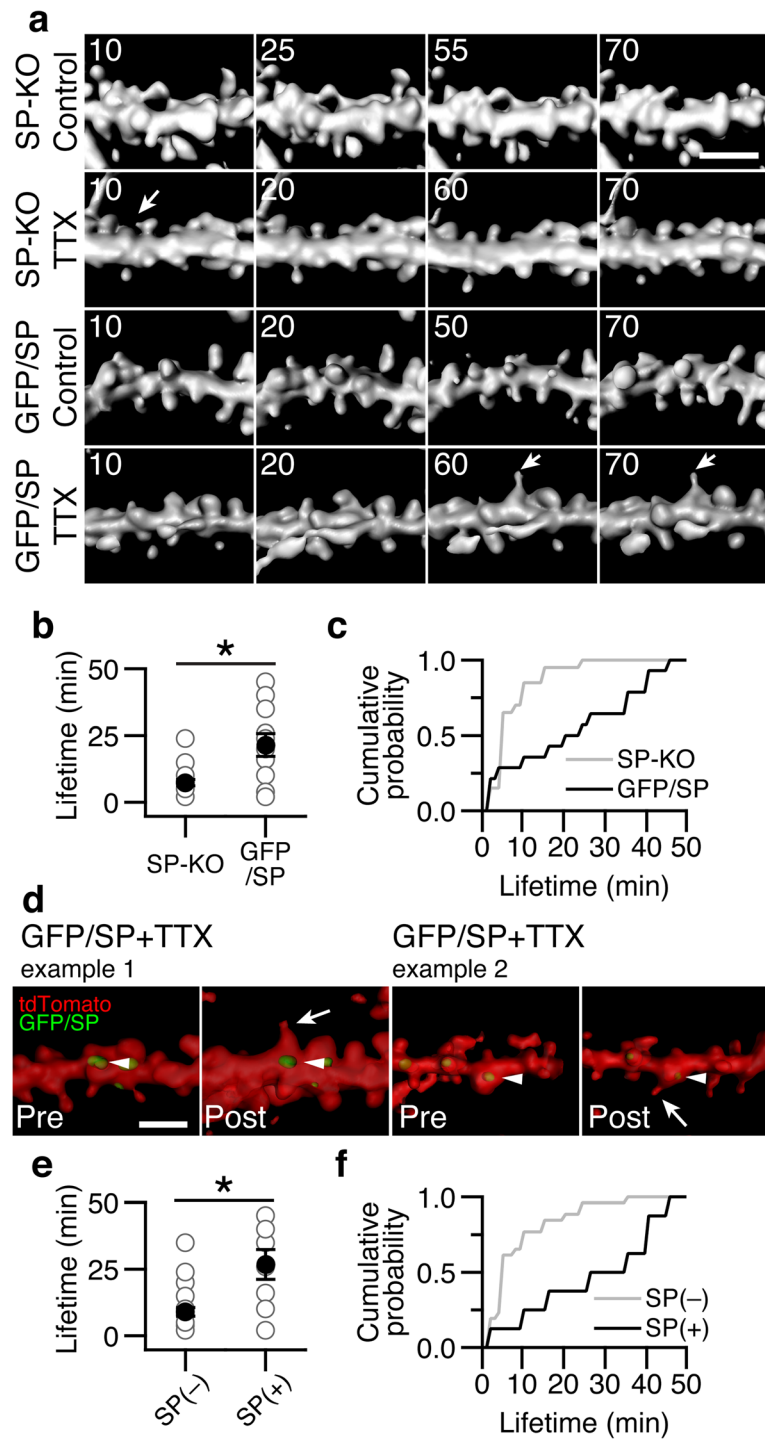 a
SP-KO
Control
10
25
55
70
SP-KO
TTX
10
20
60
70
GFP/SP
Control
10
20
50
70
GFP/SP
TTX
10
20
60
70
b
*
Lifetime (min)
50
25
0
SP-KO
GFP
/SP
c
Cumulative
probability
1.0
0.5
0.0
SP-KO
GFP/SP
0 10 20 30 40 50
Lifetime (min)
d
GFP/SP+TTX
example 1
GFP/SP+TTX
example 2
tdTomato
GFP/SP
Pre
Post
Pre
Post
e
*
Lifetime (min)
50
25
0
SP(–)
SP(+)
f
Cumulative
probability
1.0
0.5
0.0
SP(–)
SP(+)
0 10 20 30 40 50
Lifetime (min)